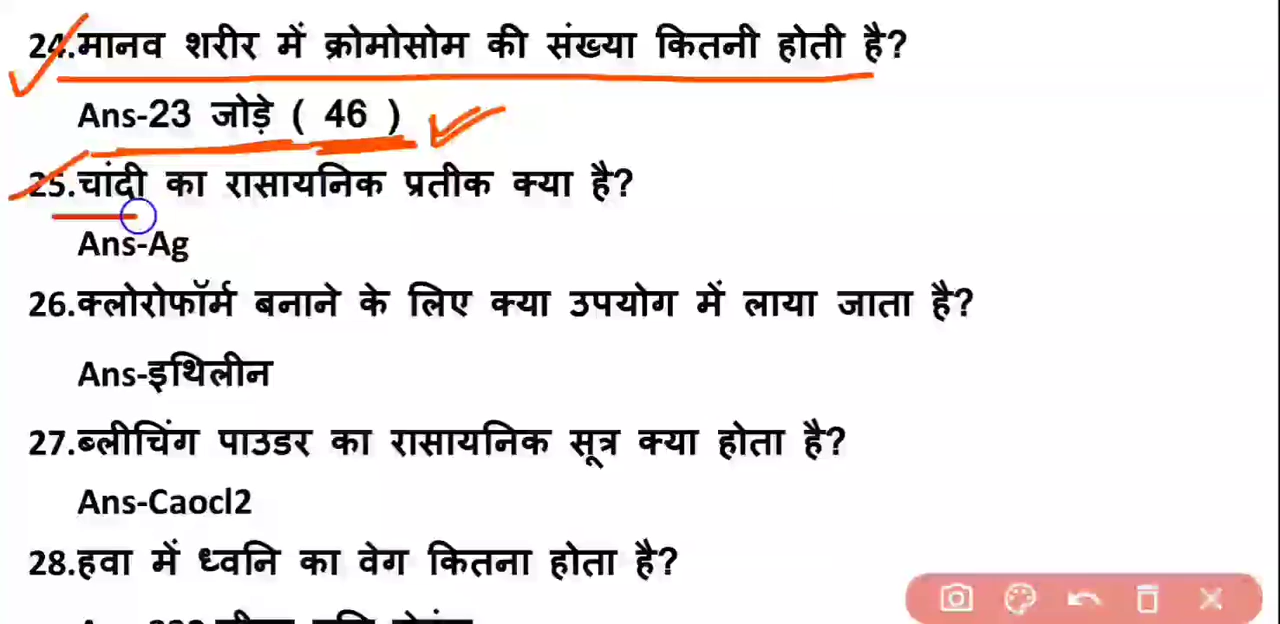 24.मानव शरीर में क्रोमोसोम की संख्या कितनी होती है?
Ans-23 जोड़े ( 46 )
25.चांदी का रासायनिक प्रतीक क्या है?
Ans-Ag
26.क्लोरोफॉर्म बनाने के लिए क्या उपयोग में लाया जाता है?
Ans-इथिलीन
27.ब्लीचिंग पाउडर का रासायनिक सूत्र क्या होता है?
Ans-Caocl2
28.हवा में ध्वनि का वेग कितना होता है?